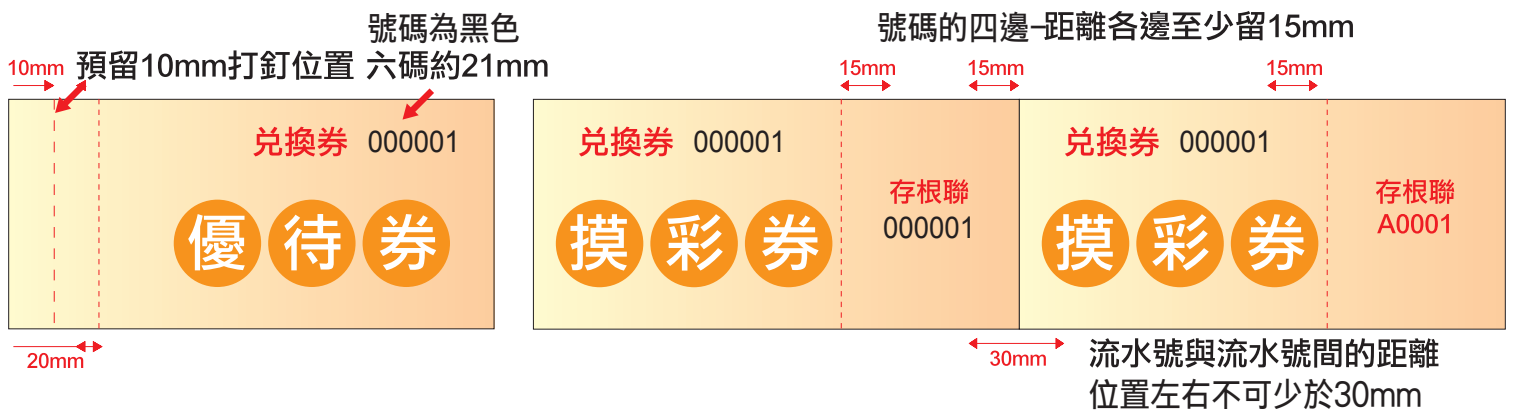 號碼為黑色
六碼約21mm
10mm
預留10mm打釘位置
兌換券 000001
優待券
20mm
號碼的四邊-距離各邊至少留15mm
15mm
15mm
15mm
兌換券 000001
摸彩券
存根聯
000001
兌換券 000001
摸彩券
存根聯
A0001
30mm
流水號與流水號間的距離
位置左右不可少於30mm